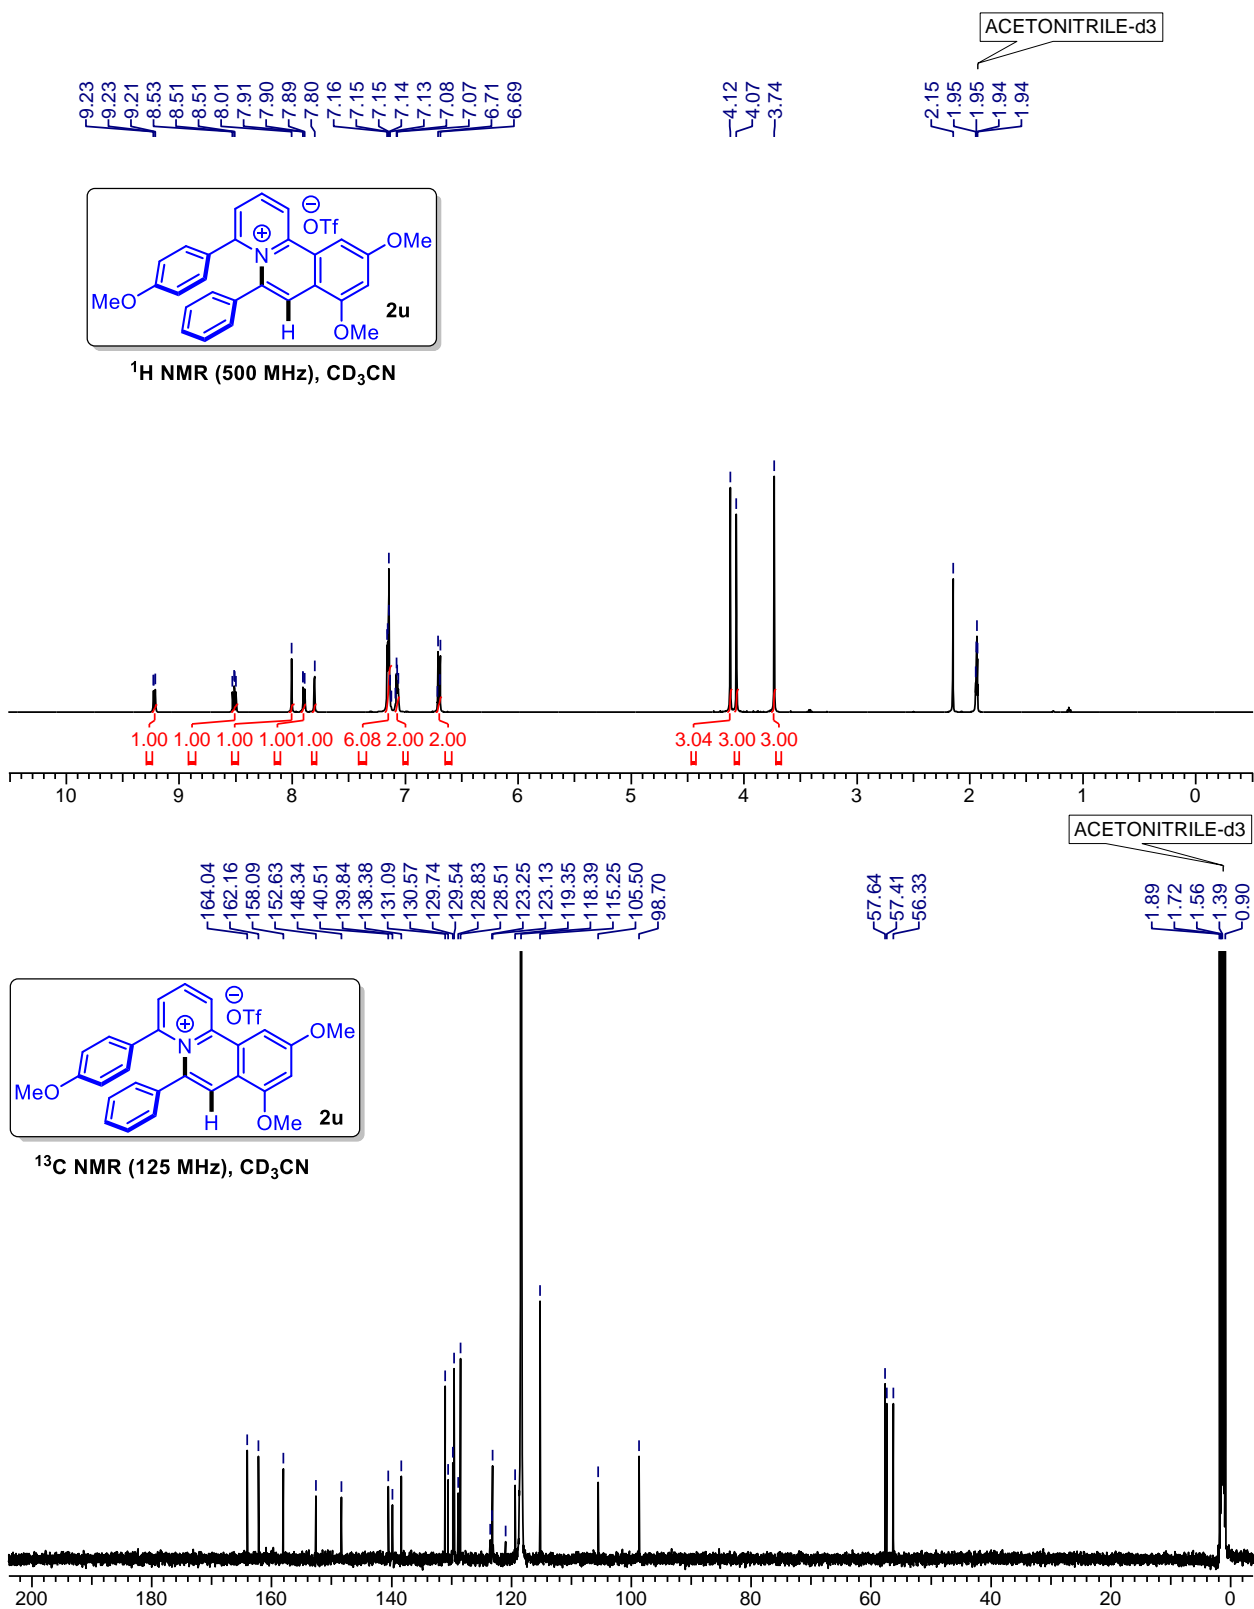 ACETONITRILE-d3
9.23
9.23
9.21
8.53
8.51
8.51
8.01
7.91
7.90
7.89
7.80
7.16
7.15
7.15
7.14
7.13
7.08
7.07
6.71
6.69
4.12
4.07
3.74
2.15
1.95
1.95
1.94
1.94
⊖
OTf
⊕
N
OMe
MeO
2u
H
OMe
¹H NMR (500 MHz), CD₃CN
1.00 1.00 1.00 1.00 1.00 6.08 2.00 2.00 3.04 3.00 3.00
10 9 8 7 6 5 4 3 2 1 0
ACETONITRILE-d3
164.04
162.16
158.09
152.63
148.34
140.51
139.84
138.38
131.09
130.57
129.74
129.54
128.83
128.51
123.25
123.13
119.35
118.39
115.25
105.50
98.70
57.64
57.41
56.33
1.89
1.72
1.56
1.39
0.90
⊖
OTf
⊕
N
OMe
MeO
2u
H
OMe
¹³C NMR (125 MHz), CD₃CN
200 180 160 140 120 100 80 60 40 20 0